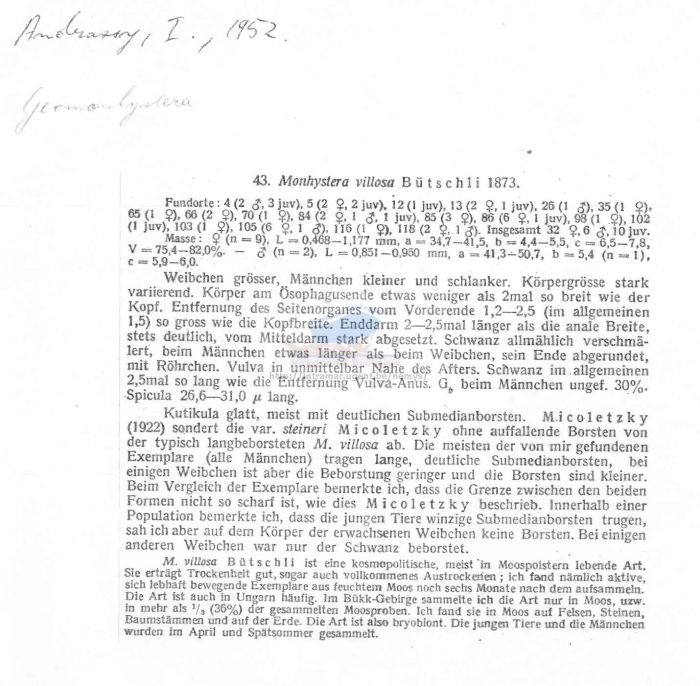 Andrássy, I., 1952.
Geomonhystera
43. Monhystera villosa Bütschli 1873.
Fundorte: 4 (2 ♂, 3 juv), 5 (2 ♀, 2 juv), 12 (1 juv), 13 (2 ♀, 1 juv), 26 (1 ♂), 35 (1 ♀),
65 (1 ♀), 66 (2 ♀), 70 (1 ♀), 84 (2 ♀, 1 ♂, 1 juv), 85 (3 ♀), 86 (6 ♀, 1 juv), 98 (1 ♀), 102
(1 juv), 103 (1 ♀), 105 (6 ♀, 1 ♂), 116 (1 ♀), 118 (2 ♀, 1 ♂). Insgesamt 32 ♀, 6 ♂, 10 juv.
Masse: ♀ (n = 9), L = 0,468–1,177 mm, a = 34,7–41,5, b = 4,4–5,5, c = 6,5–7,8,
V = 75,4–82,0%. – ♂ (n = 2), L = 0,851–0,950 mm, a = 41,3–50,7, b = 5,4 (n = 1),
c = 5,9–6,0.
Weibchen grösser, Männchen kleiner und schlanker. Körpergrösse stark
variierend. Körper am Ösophagusende etwas weniger als 2mal so breit wie der
Kopf. Entfernung des Seitenorganes vom Vorderende 1,2—2,5 (im allgemeinen
1,5) so gross wie die Kopfbreite. Enddarm 2—2,5mal länger als die anale Breite,
stets deutlich, vom Mitteldarm stark abgesetzt. Schwanz allmählich verschmä-
lert, beim Männchen etwas länger als beim Weibchen, sein Ende abgerundet,
mit Röhrchen. Vulva in unmittelbar Nahe des Afters. Schwanz im allgemeinen
2,5mal so lang wie die Entfernung Vulva-Anus. G♭ beim Männchen ungef. 30%.
Spicula 26,6—31,0 μ lang.
Kutikula glatt, meist mit deutlichen Submedianborsten. Micoletzky
(1922) sondert die var. steineri Micoletzky ohne auffallende Borsten von
der typisch langbeborsteten M. villosa ab. Die meisten der von mir gefundenen
Exemplare (alle Männchen) tragen lange, deutliche Submedianborsten, bei
einigen Weibchen ist aber die Beborstung geringer und die Borsten sind kleiner.
Beim Vergleich der Exemplare bemerkte ich, dass die Grenze zwischen den beiden
Formen nicht so scharf ist, wie dies Micoletzky beschrieb. Innerhalb einer
Population bemerkte ich, dass die jungen Tiere winzige Submedianborsten trugen,
sah ich aber auf dem Körper der erwachsenen Weibchen keine Borsten. Bei einigen
anderen Weibchen war nur der Schwanz beborstet.
M. villosa Bütschli ist eine kosmopolitische, meist in Moospolstern lebende Art.
Sie erträgt Trockenheit gut, sogar auch vollkommenes Austrocknen; ich fand nämlich aktive,
sich lebhaft bewegende Exemplare aus feuchtem Moos noch sechs Monate nach dem aufsammeln.
Die Art ist auch in Ungarn häufig. Im Bükk-Gebirge sammelte ich die Art nur in Moos, uzw.
in mehr als 1/3 (36%) der gesammelten Moosproben. Ich fand sie in Moos auf Felsen, Steinen,
Baumstämmen und auf der Erde. Die Art ist also bryobiont. Die jungen Tiere und die Männchen
wurden im April und Spätsommer gesammelt.